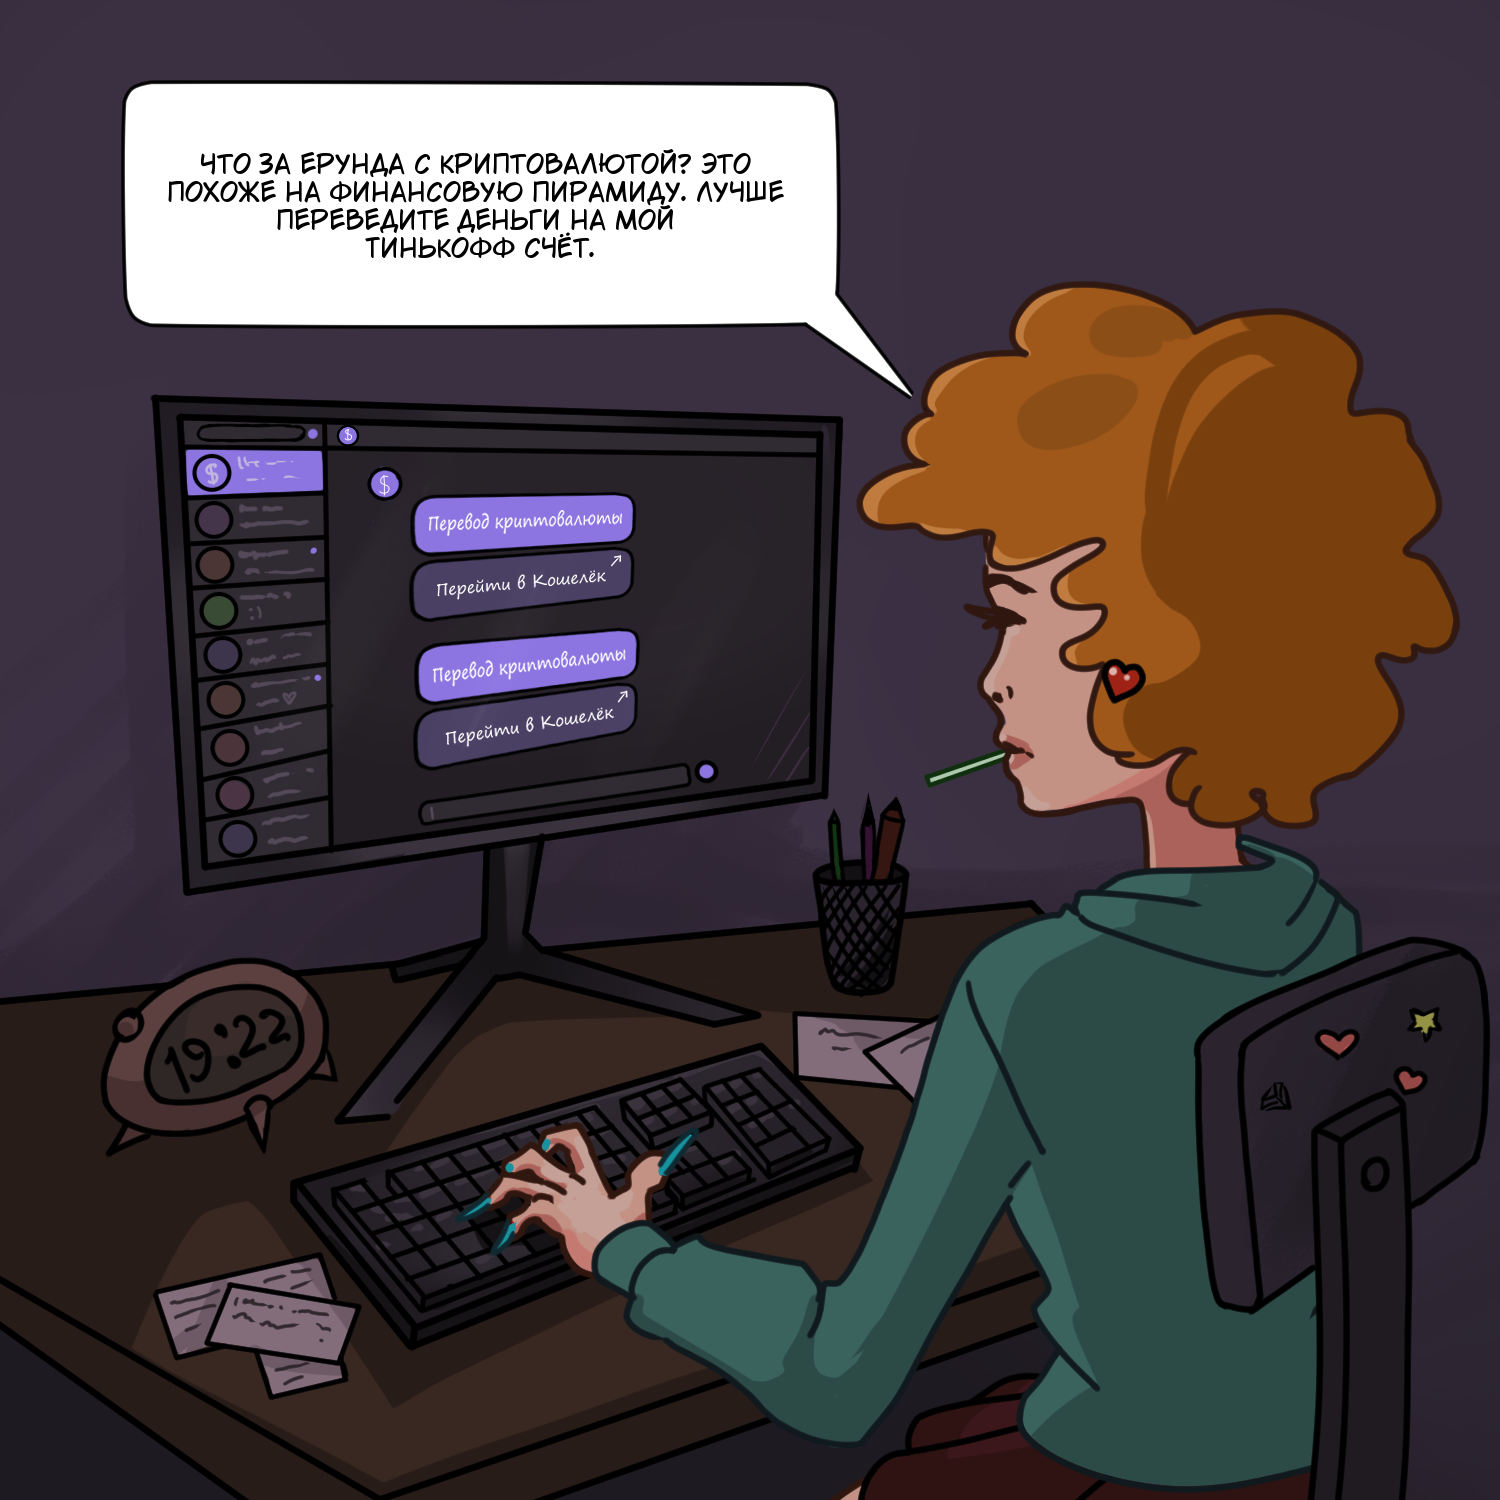 ЧТО ЗА ЕРУНДА С КРИПТОВАЛЮТОЙ? ЭТО
ПОХОЖЕ НА ФИНАНСОВУЮ ПИРАМИДУ. ЛУЧШЕ
ПЕРЕВЕДИТЕ ДЕНЬГИ НА МОЙ
ТИНЬКОФФ СЧЁТ.
$
$
$
Перевод криптовалюты
Перейти в Кошелёк
:)
Перевод криптовалюты
Перейти в Кошелёк
19:22